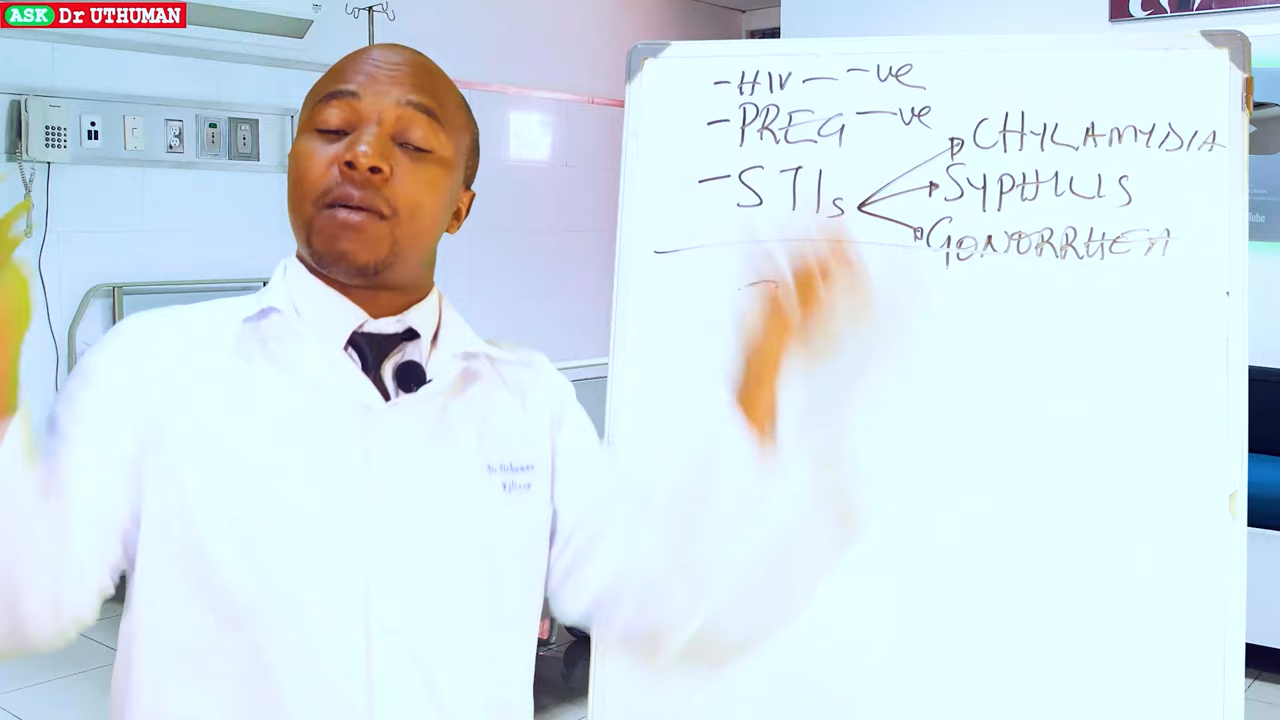 ASK Dr UTHUMAN
-HIV — -ve
-PREG -ve
-STIs
CHYLAMYDIA
SYPHILIS
GONORRHEA